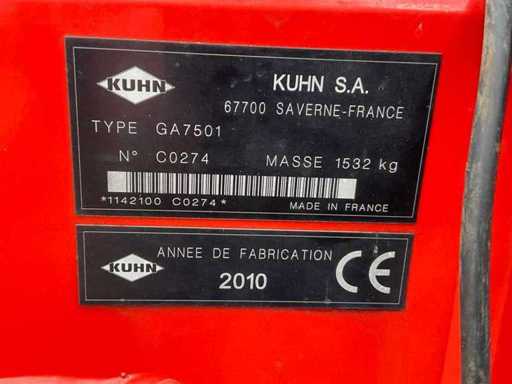 KUHN KUHN S.A.
67700 SAVERNE-FRANCE
TYPE GA7501
N° C0274 MASSE 1532 kg
*1142100 C0274* MADE IN FRANCE
KUHN ANNEE DE FABRICATION
2010 CE